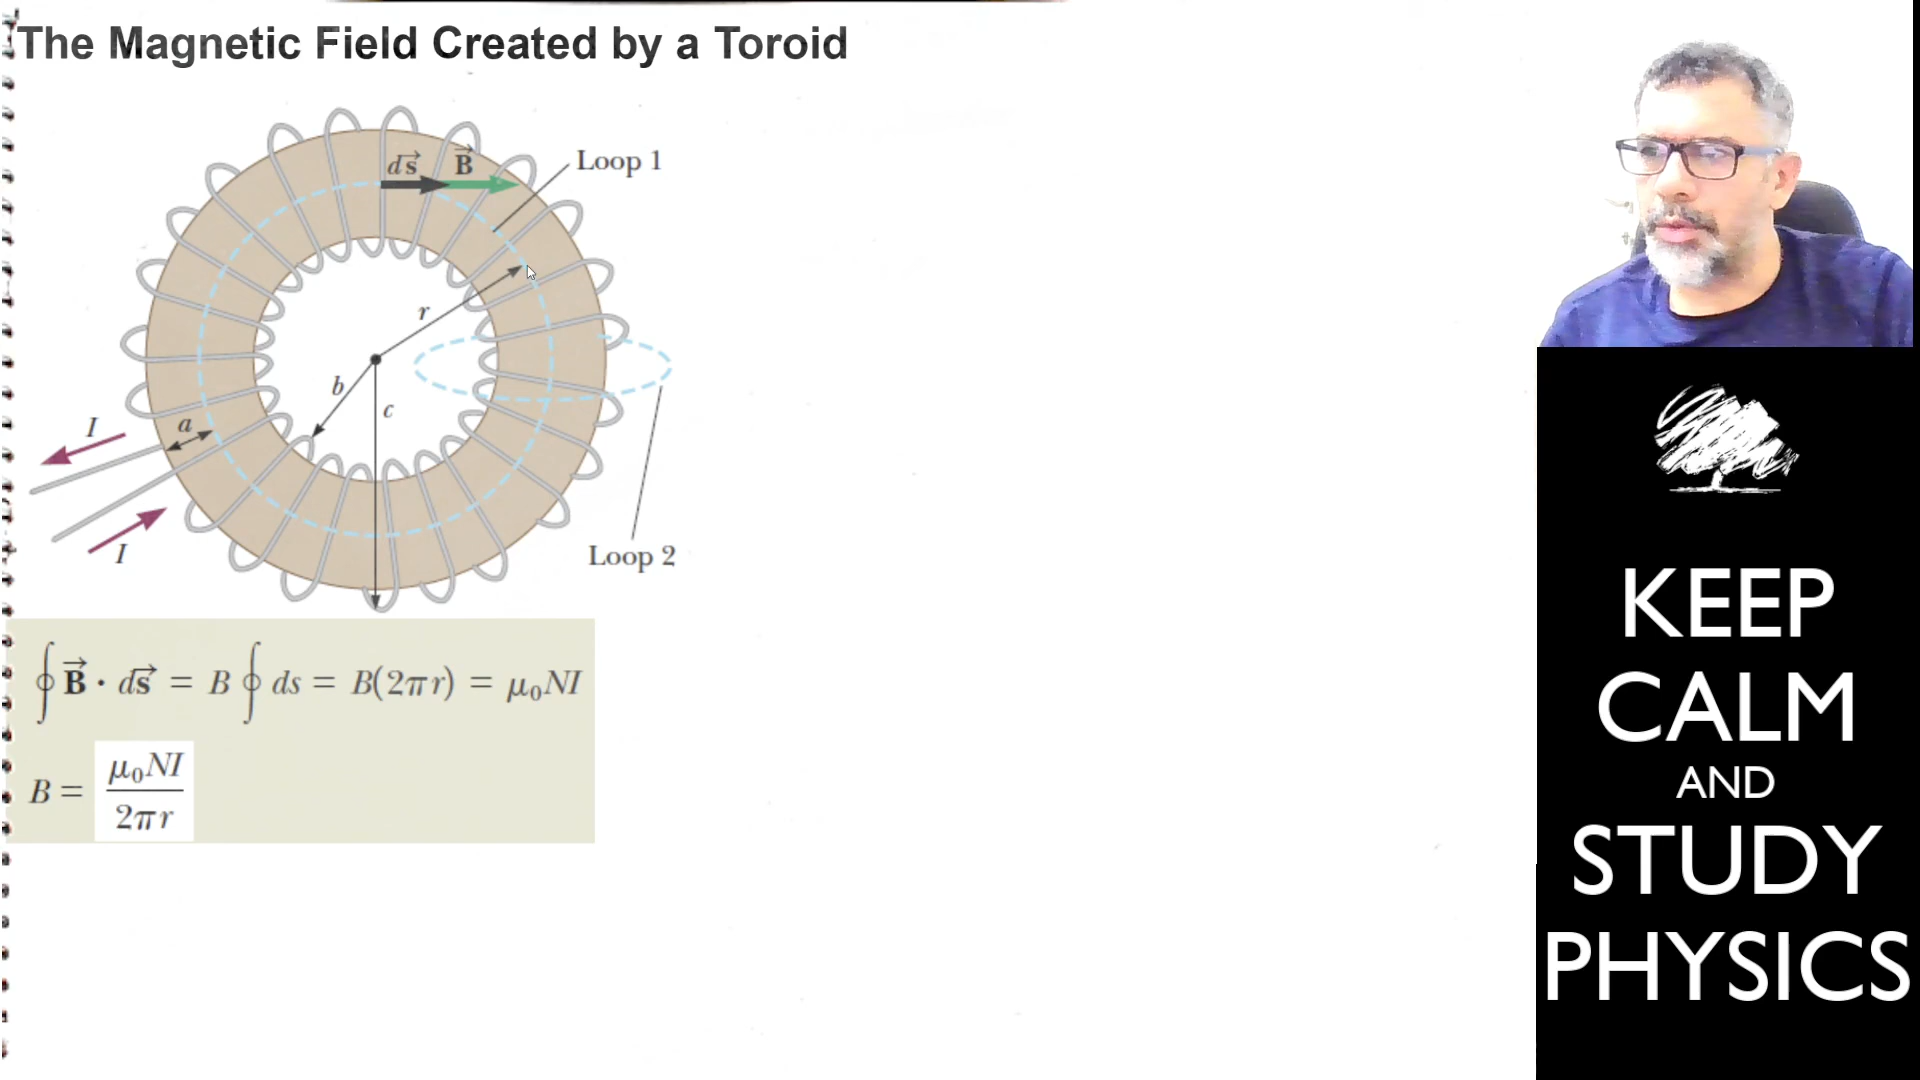 The Magnetic Field Created by a Toroid
d𝐬⃗ 𝐁⃗
Loop 1
r
b
c
a
I
I
Loop 2
∮ 𝐁⃗ · d𝐬⃗ = B ∮ ds = B(2πr) = μ₀NI
B = μ₀NI / 2πr
KEEP
CALM
AND
STUDY
PHYSICS